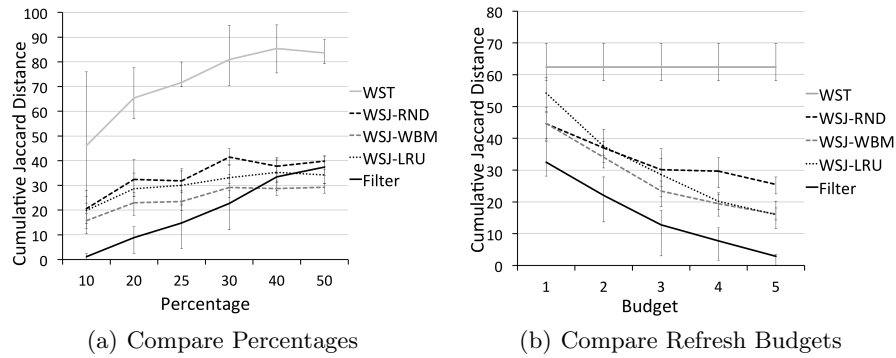 Cumulative Jaccard Distance
100
90
80
70
60
50
40
30
20
10
0
10 20 25 30 40 50
Percentage
WST
WSJ-RND
WSJ-WBM
WSJ-LRU
Filter
(a) Compare Percentages
Cumulative Jaccard Distance
80
70
60
50
40
30
20
10
0
1 2 3 4 5
Budget
WST
WSJ-RND
WSJ-WBM
WSJ-LRU
Filter
(b) Compare Refresh Budgets